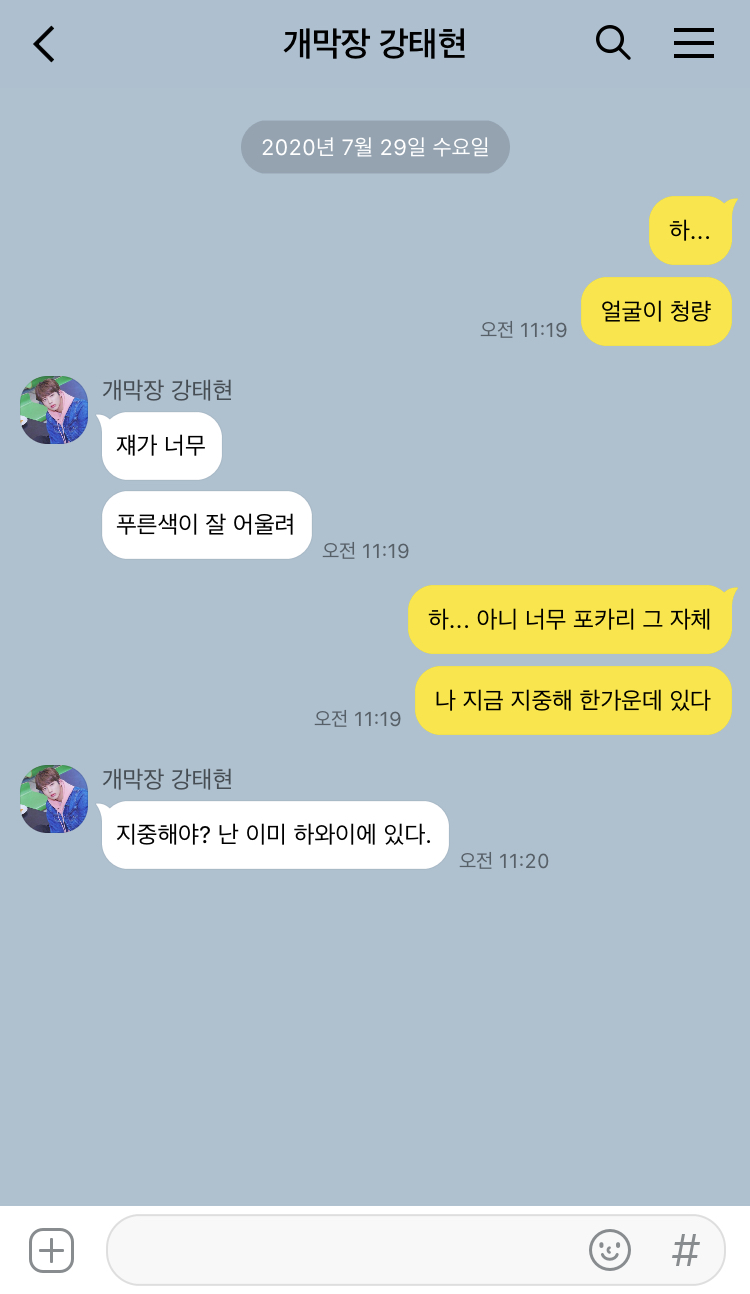 개막장 강태현
2020년 7월 29일 수요일
하...
얼굴이 청량
오전 11:19
개막장 강태현
쟤가 너무
푸른색이 잘 어울려
오전 11:19
하... 아니 너무 포카리 그 자체
나 지금 지중해 한가운데 있다
오전 11:19
개막장 강태현
지중해야? 난 이미 하와이에 있다.
오전 11:20
#